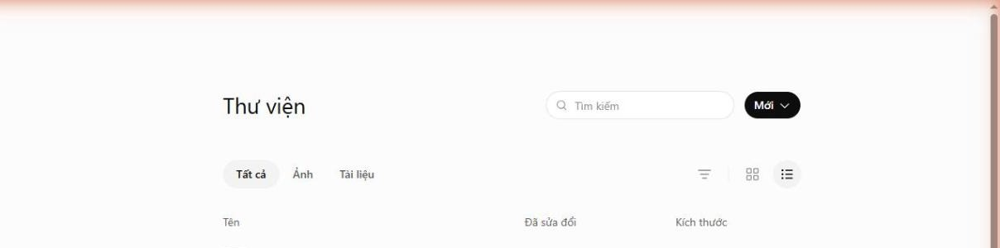 Thư viện
Tìm kiếm
Mới
Tất cả
Ảnh
Tài liệu
Tên
Đã sửa đổi
Kích thước